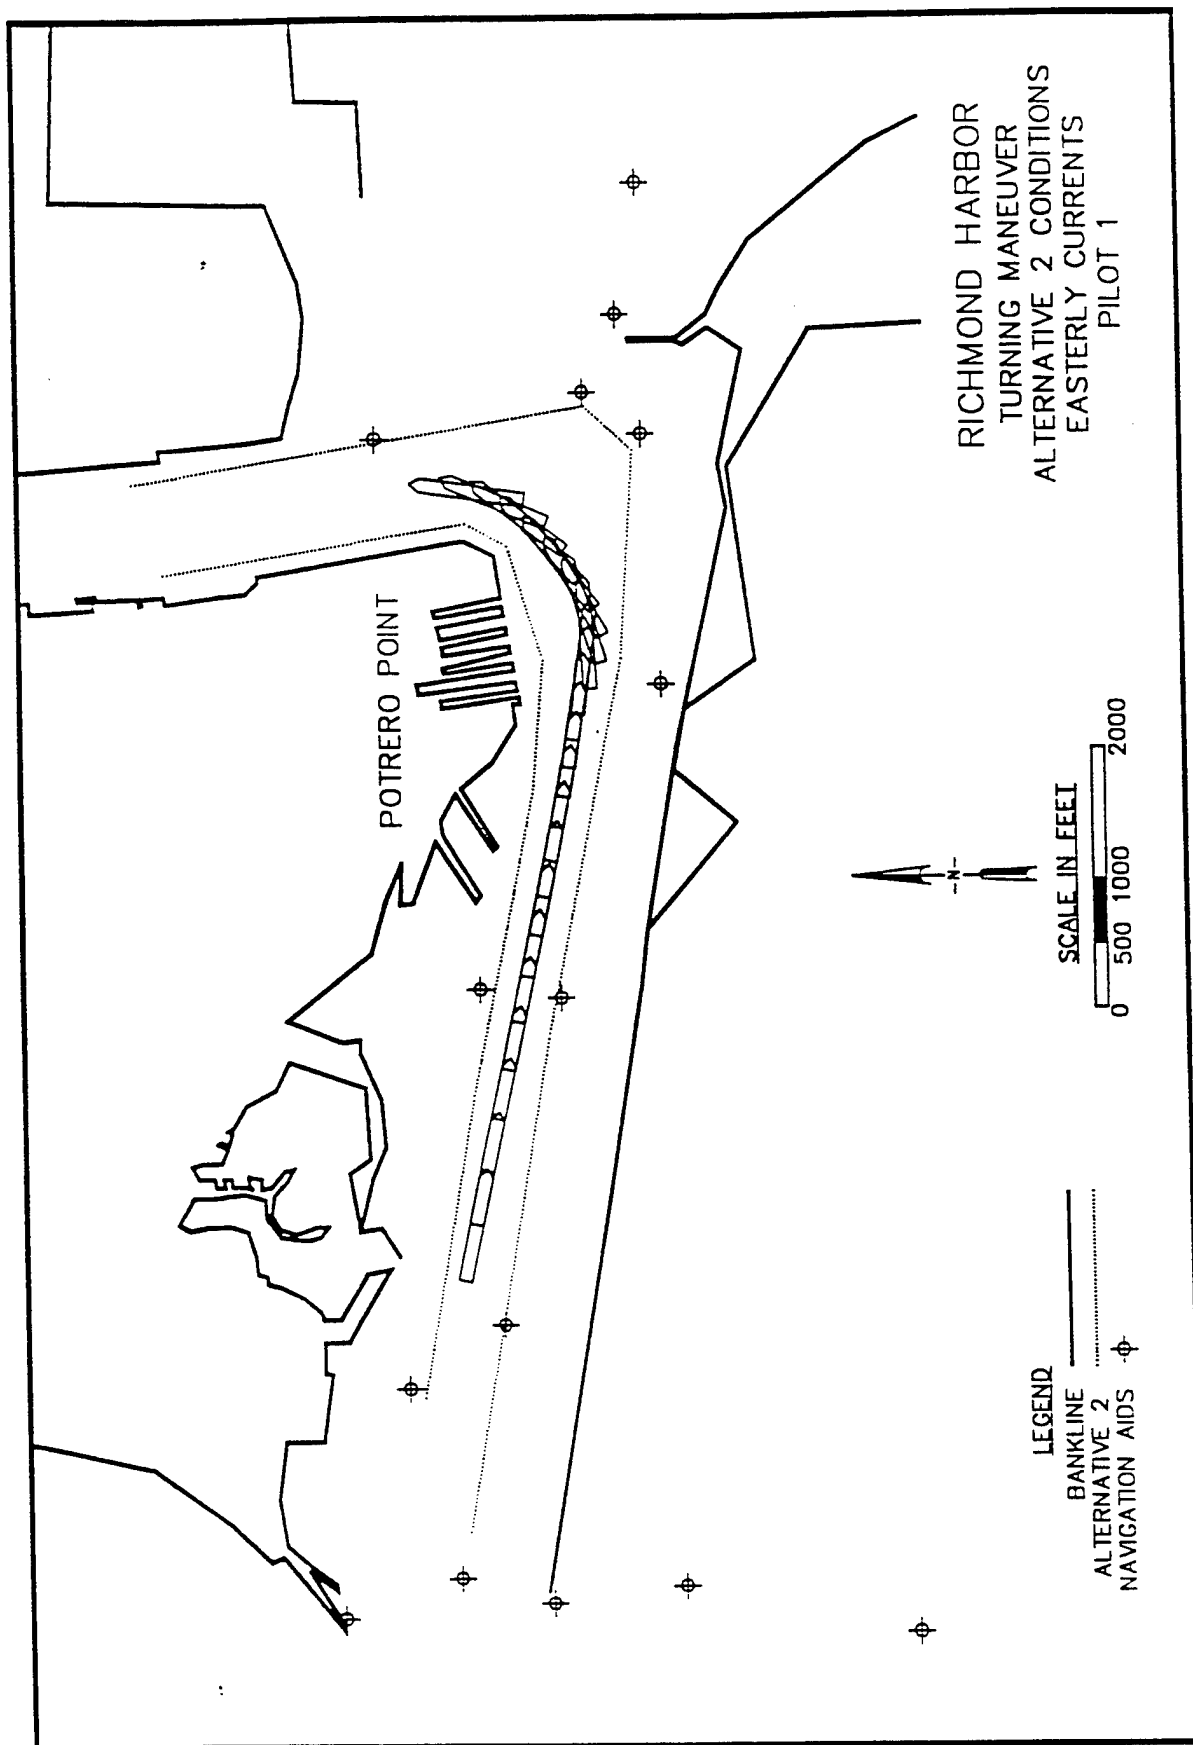 POTRERO POINT
-N-
RICHMOND HARBOR
TURNING MANEUVER
ALTERNATIVE 2 CONDITIONS
EASTERLY CURRENTS
PILOT 1
LEGEND
BANKLINE
ALTERNATIVE 2
NAVIGATION AIDS
SCALE IN FEET
0 500 1000 2000